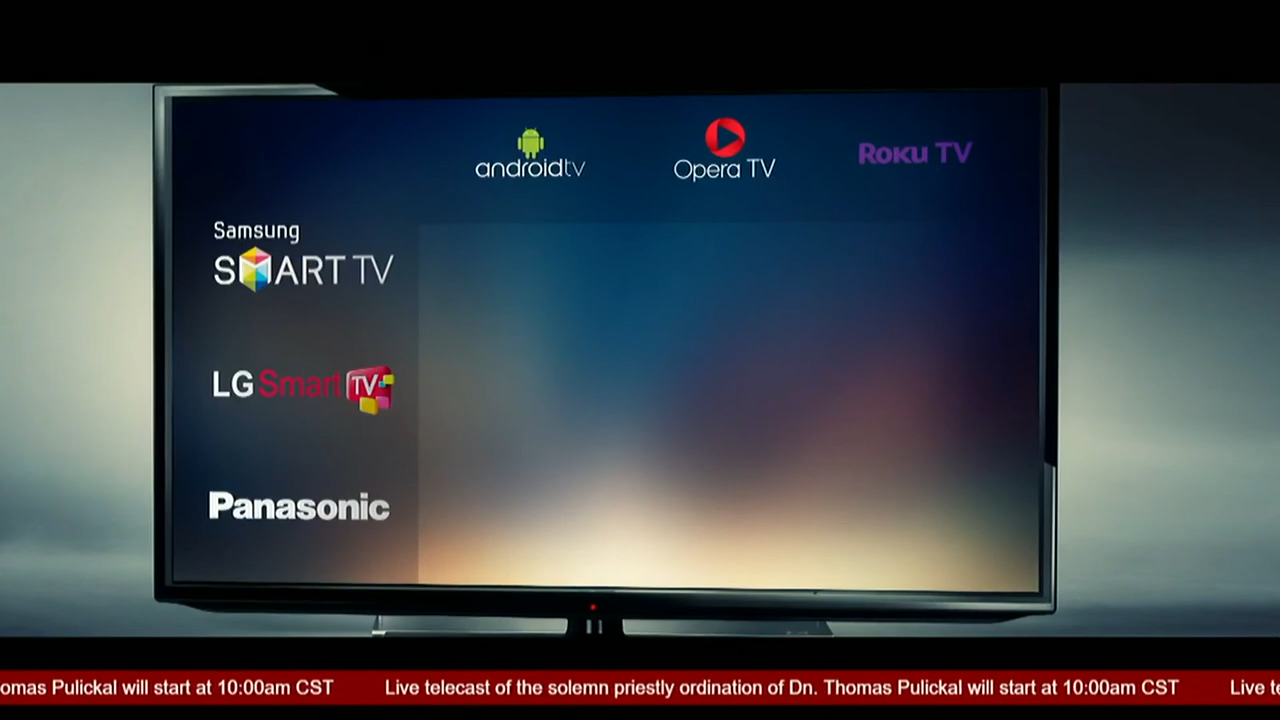 androidtv
Opera TV
Roku TV
Samsung
SMART TV
LG Smart TV
Panasonic
omas Pulickal will start at 10:00am CST Live telecast of the solemn priestly ordination of Dn. Thomas Pulickal will start at 10:00am CST Live te